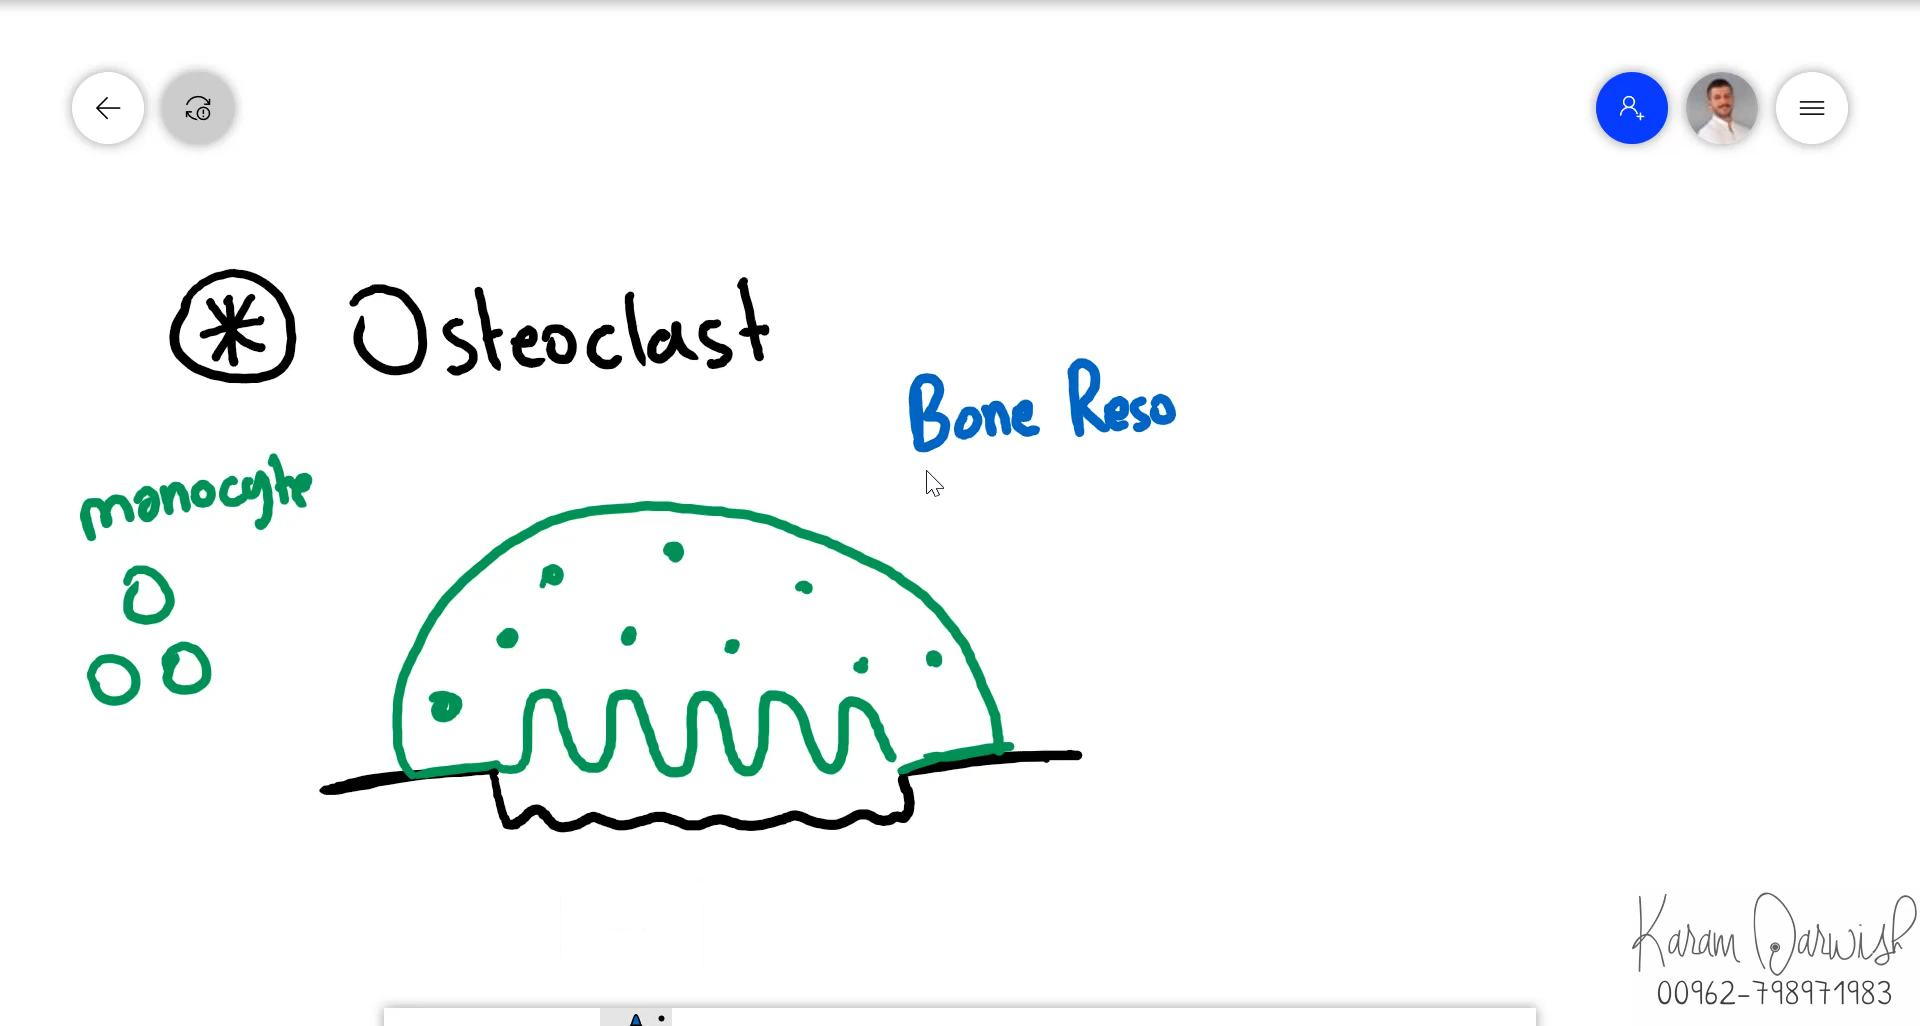 Osteoclast
Bone Reso
monocyte
Karam Darwish
00962-798971983